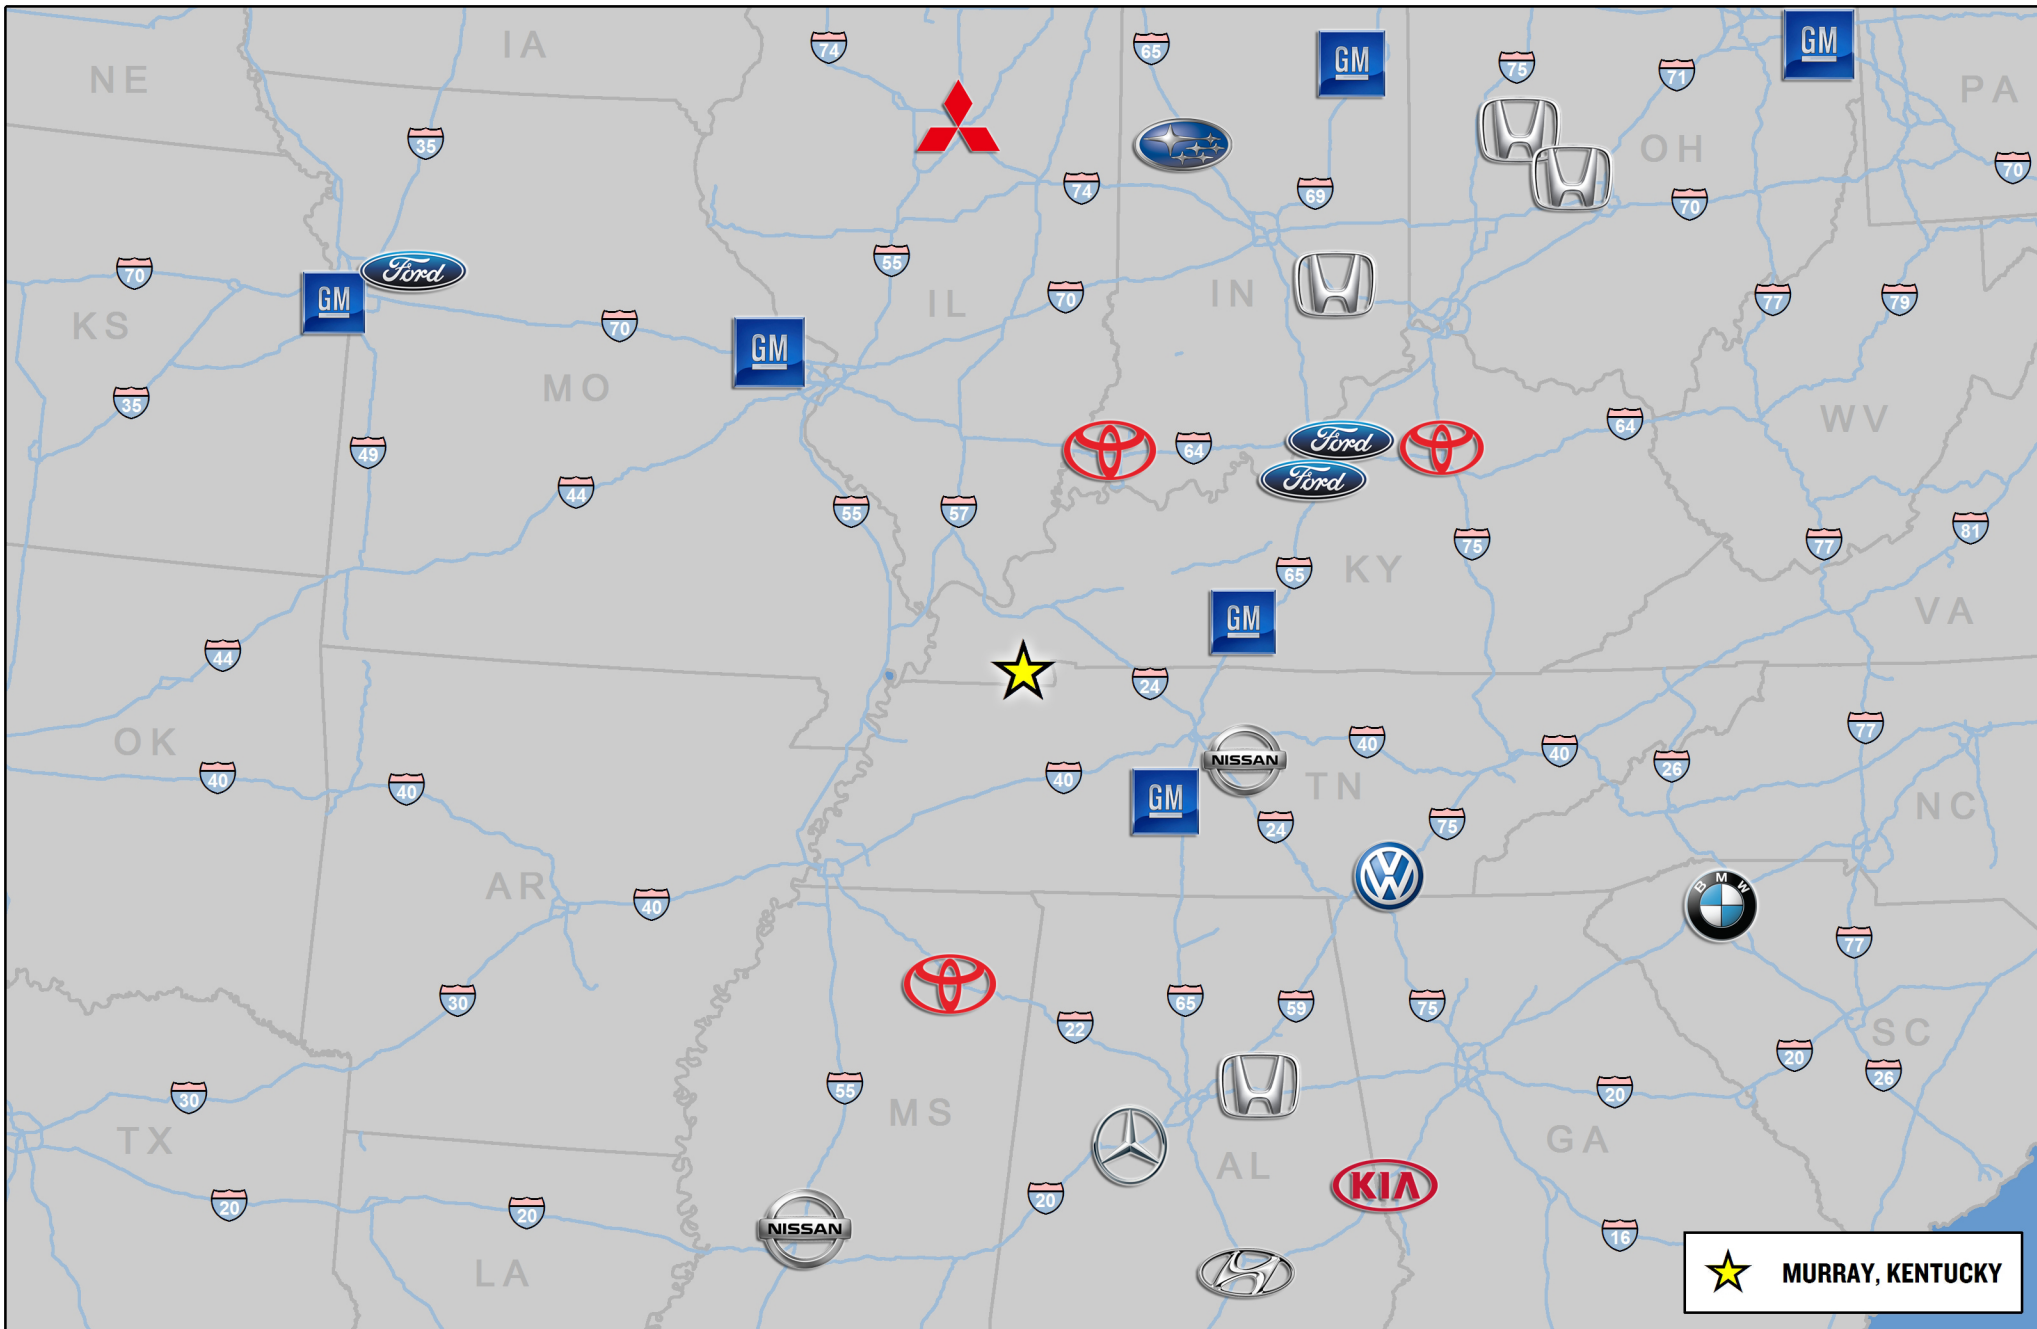 IA
NE
74
65
GM
75
71
GM
PA
35
OH
74
69
70
70
70
Ford
GM
KS
70
55
IL
70
IN
77
79
GM
MO
35
49
44
55
57
64
Ford
Ford
64
WV
75
77
81
65
KY
GM
VA
44
24
OK
40
40
40
NISSAN
GM
40
TN
40
26
77
24
75
NC
AR
40
BMW
77
30
22
65
59
75
SC
30
55
MS
20
20
26
TX
AL
GA
KIA
20
20
20
NISSAN
16
LA
MURRAY, KENTUCKY